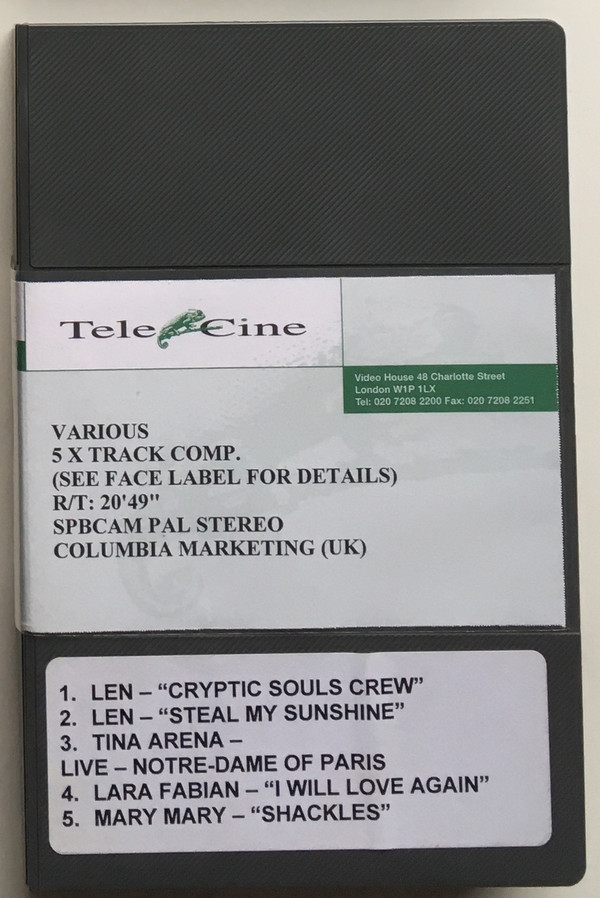 Tele Cine
Video House 48 Charlotte Street
London W1P 1LX
Tel: 020 7208 2200 Fax: 020 7208 2251
VARIOUS
5 X TRACK COMP.
(SEE FACE LABEL FOR DETAILS)
R/T: 20'49"
SPBCAM PAL STEREO
COLUMBIA MARKETING (UK)
1. LEN – “CRYPTIC SOULS CREW”
2. LEN – “STEAL MY SUNSHINE”
3. TINA ARENA –
LIVE – NOTRE-DAME OF PARIS
4. LARA FABIAN – “I WILL LOVE AGAIN”
5. MARY MARY – “SHACKLES”